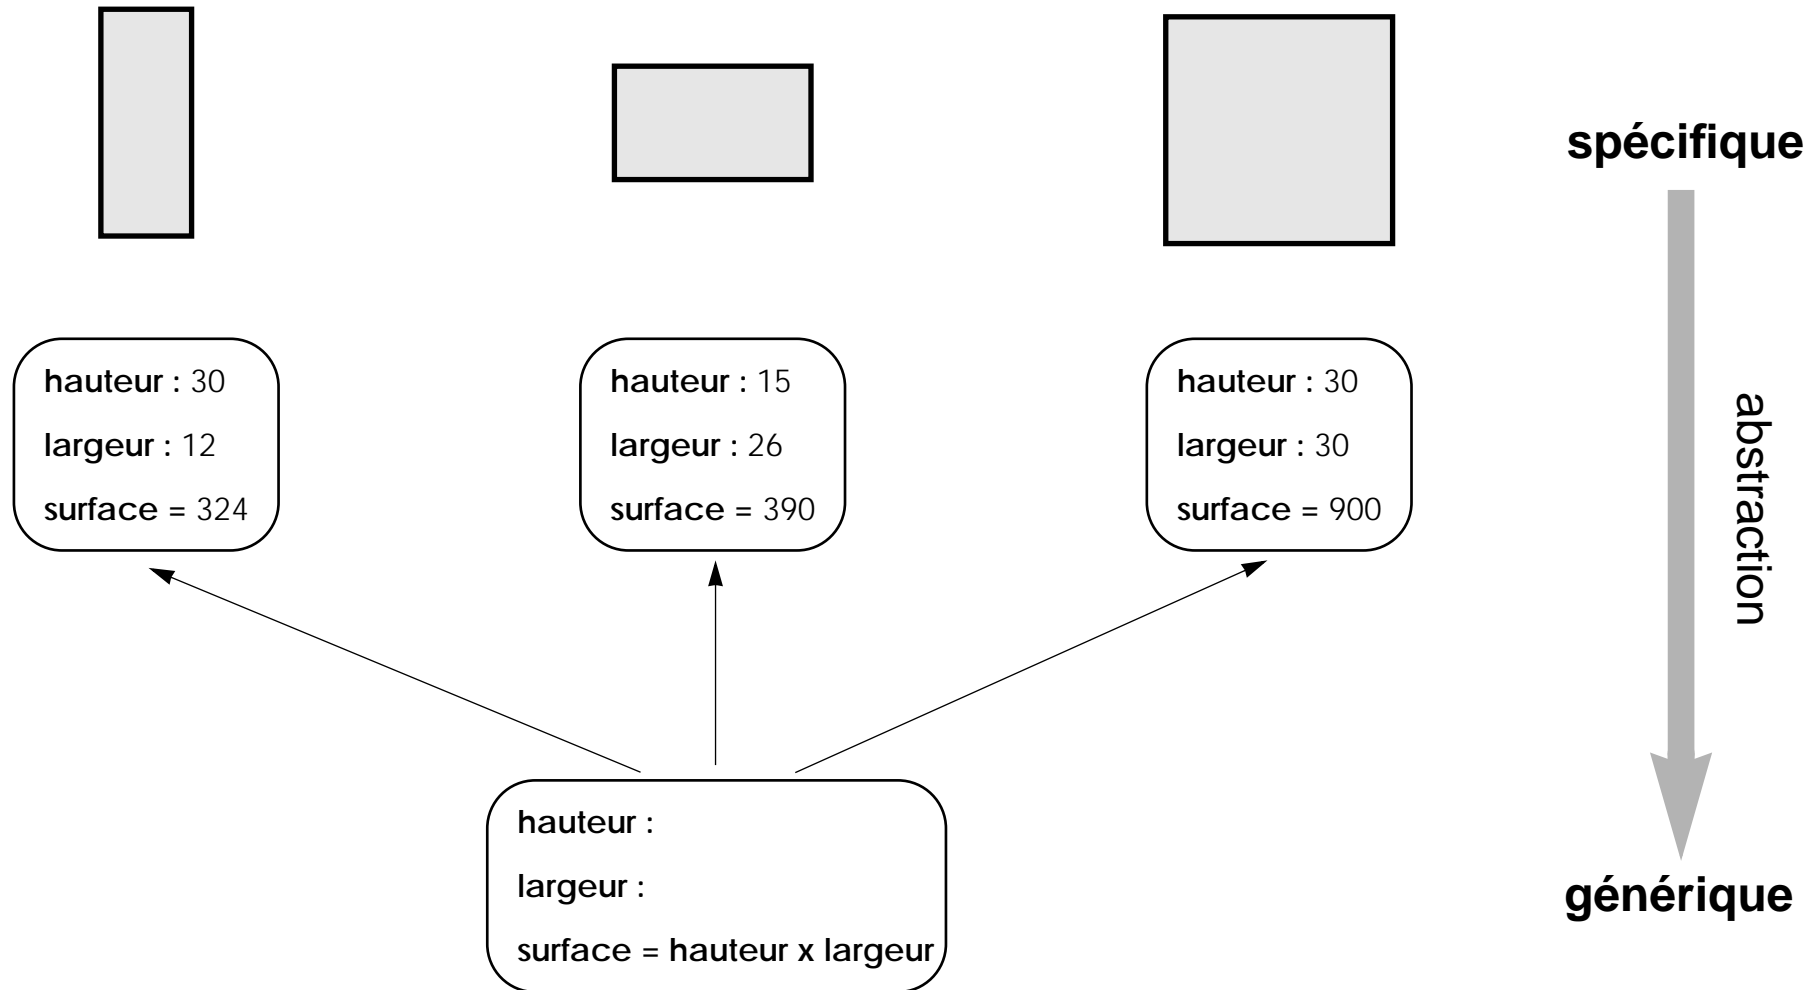 spécifique
hauteur : 30
largeur : 12
surface = 324
hauteur : 15
largeur : 26
surface = 390
hauteur : 30
largeur : 30
surface = 900
abstraction
hauteur :
largeur :
surface = hauteur x largeur
générique